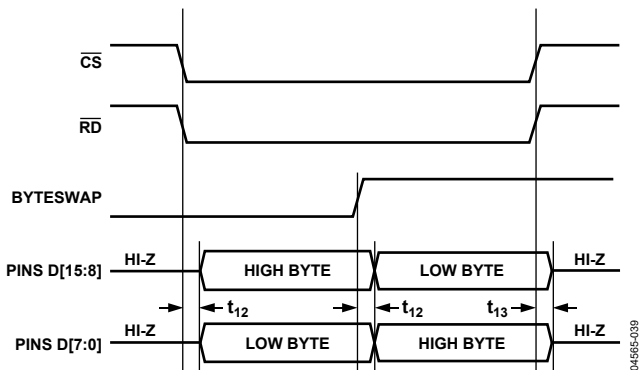 CS
RD
BYTESWAP
PINS D[15:8] HI-Z HIGH BYTE LOW BYTE HI-Z
t12 t12 t13
PINS D[7:0] HI-Z LOW BYTE HIGH BYTE HI-Z
04565-039